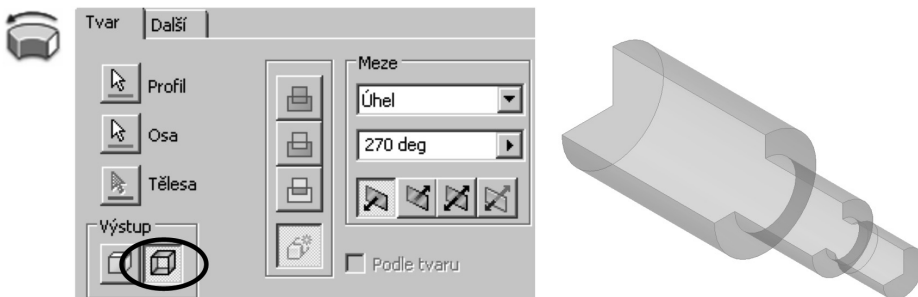 Tvar
Další
Profil
Osa
Tělesa
Výstup
Meze
Úhel
270 deg
Podle tvaru